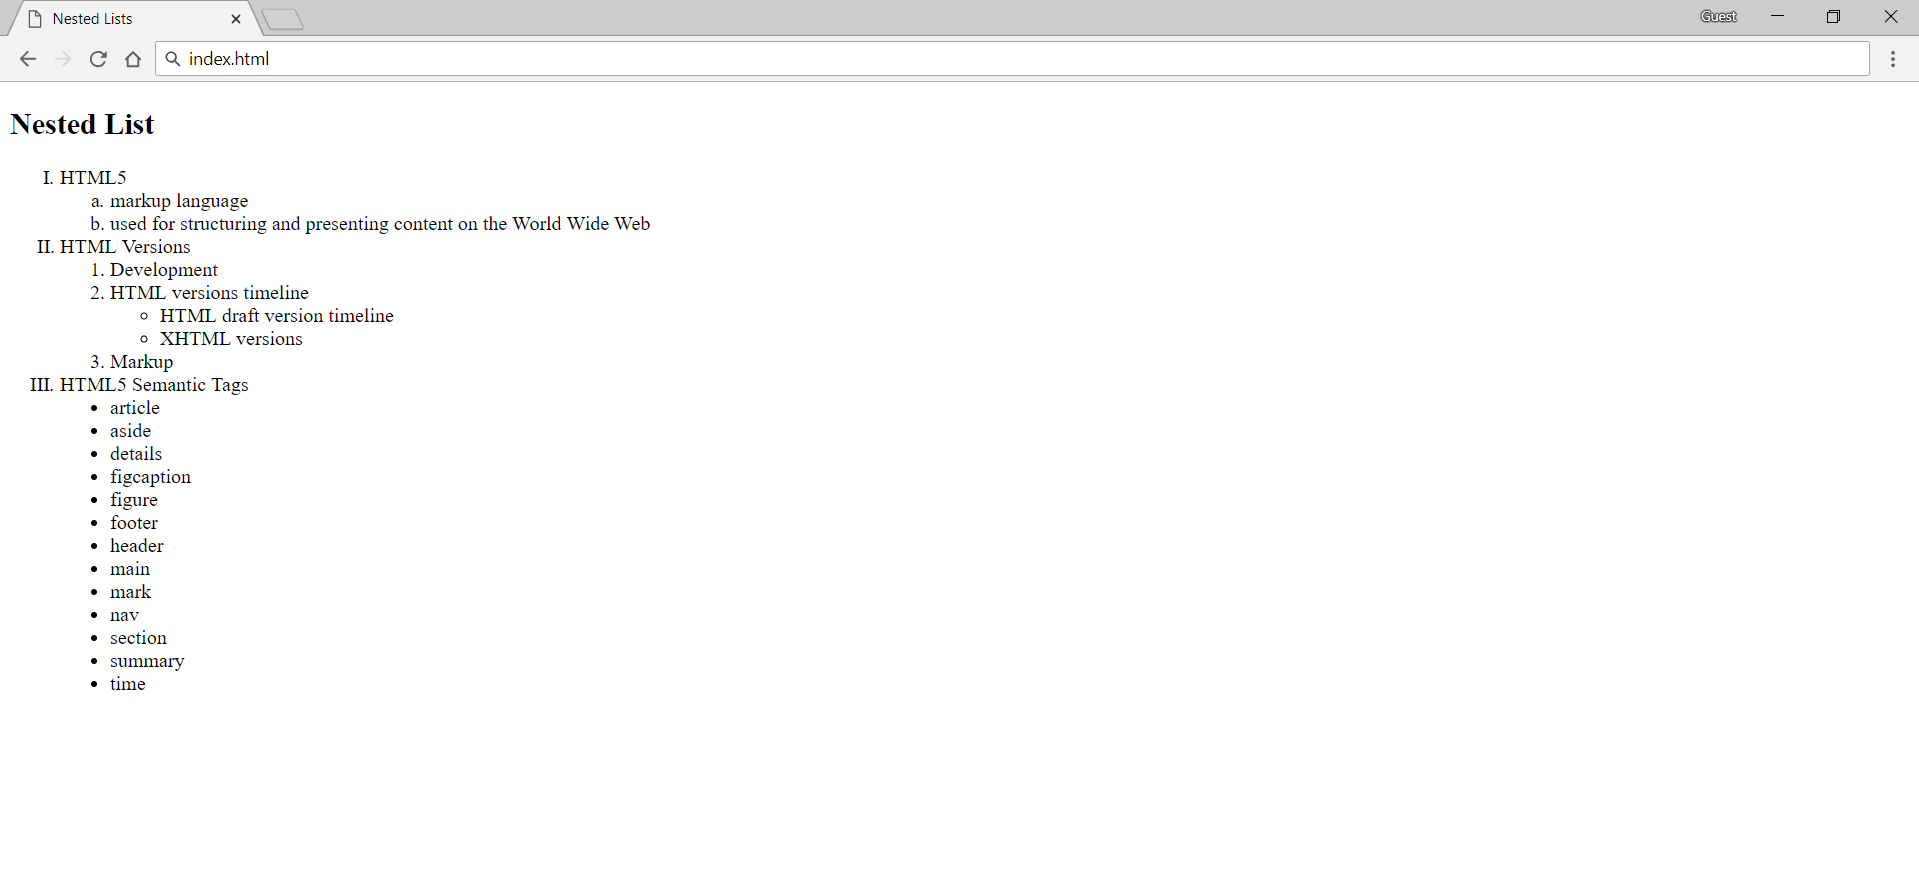 Nested Lists
Guest
index.html
Nested List
I. HTML5
a. markup language
b. used for structuring and presenting content on the World Wide Web
II. HTML Versions
1. Development
2. HTML versions timeline
HTML draft version timeline
XHTML versions
3. Markup
III. HTML5 Semantic Tags
article
aside
details
figcaption
figure
footer
header
main
mark
nav
section
summary
time